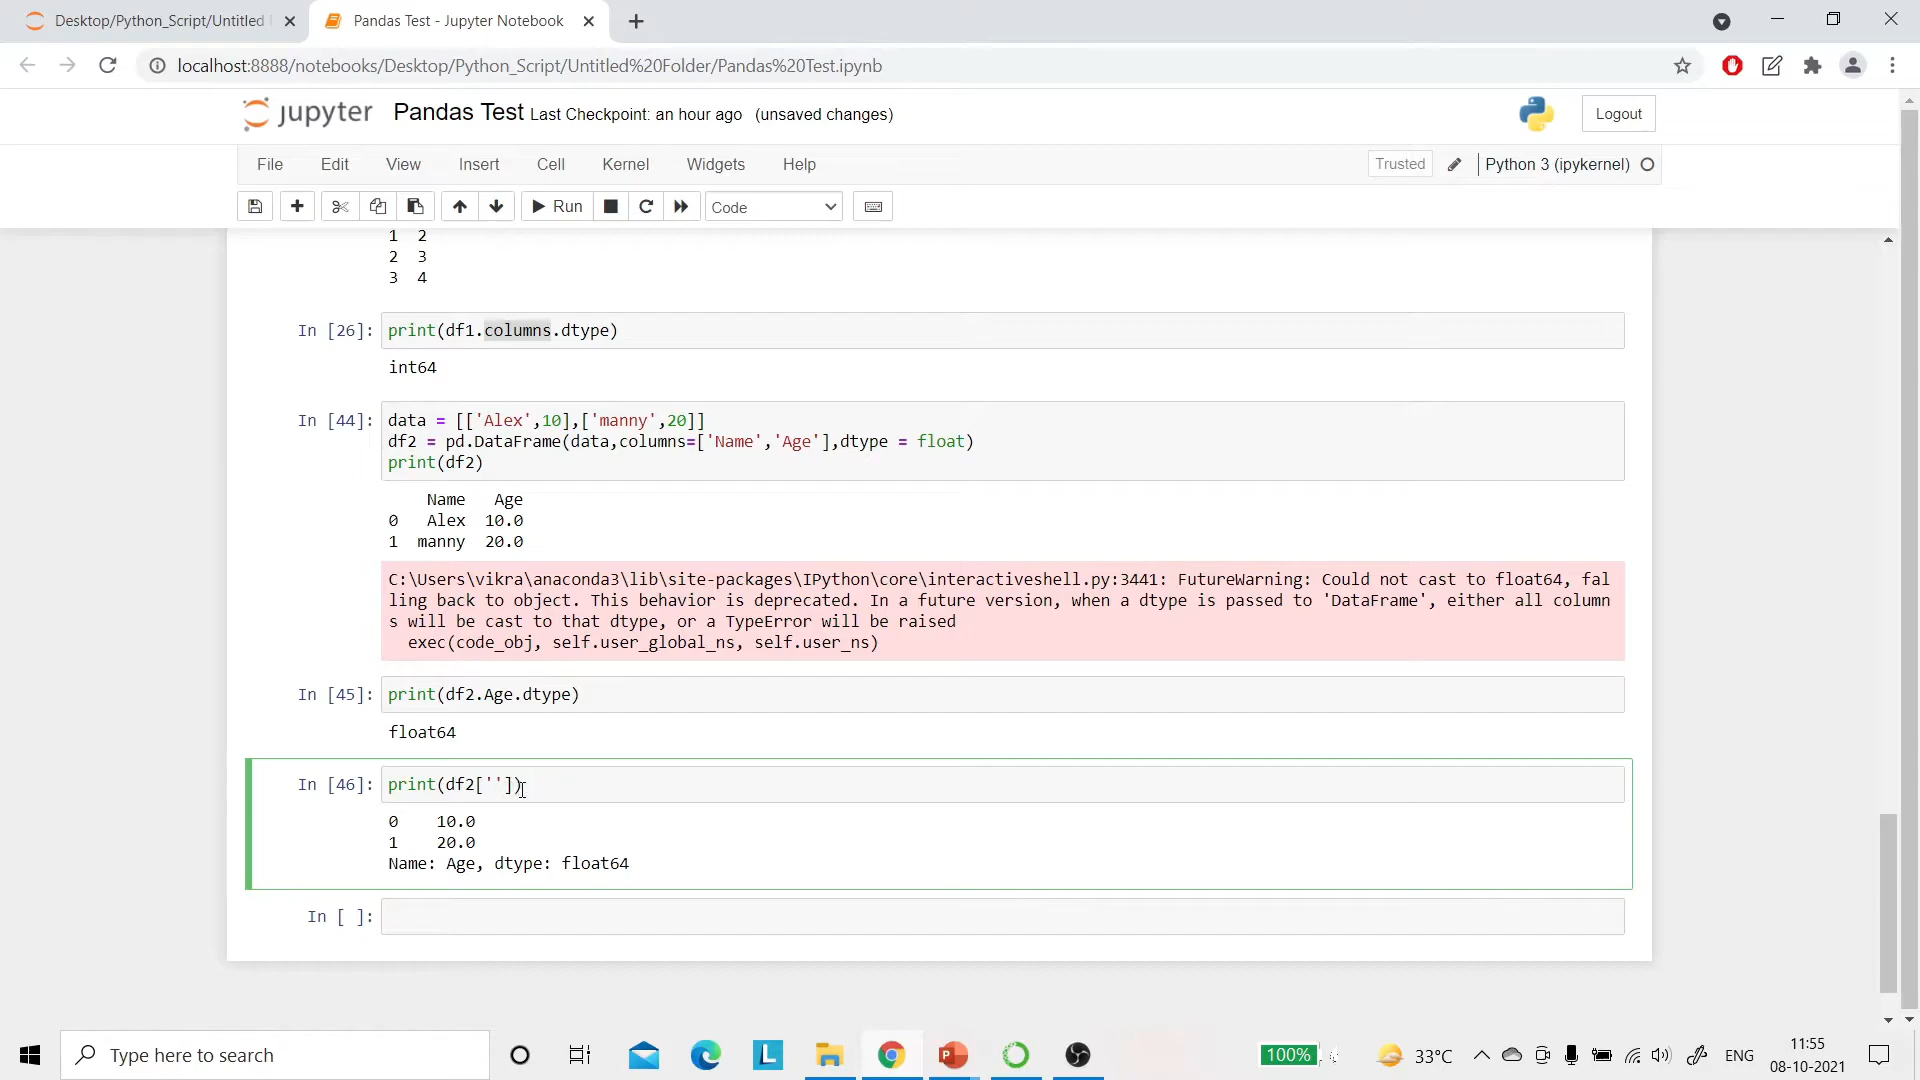 Desktop/Python_Script/Untitled
Pandas Test - Jupyter Notebook
localhost:8888/notebooks/Desktop/Python_Script/Untitled%20Folder/Pandas%20Test.ipynb
jupyter Pandas Test Last Checkpoint: an hour ago (unsaved changes)
Logout
File Edit View Insert Cell Kernel Widgets Help
Trusted Python 3 (ipykernel)
Run Code
1 2
2 3
3 4
In [26]: print(df1.columns.dtype)
int64
In [44]: data = [['Alex',10],['manny',20]]
df2 = pd.DataFrame(data,columns=['Name','Age'],dtype = float)
print(df2)
Name Age
0 Alex 10.0
1 manny 20.0
C:\Users\vikra\anaconda3\lib\site-packages\IPython\core\interactiveshell.py:3441: FutureWarning: Could not cast to float64, fal
ling back to object. This behavior is deprecated. In a future version, when a dtype is passed to 'DataFrame', either all column
s will be cast to that dtype, or a TypeError will be raised
exec(code_obj, self.user_global_ns, self.user_ns)
In [45]: print(df2.Age.dtype)
float64
In [46]: print(df2[''])
0 10.0
1 20.0
Name: Age, dtype: float64
In [ ]:
Type here to search
L
100%
33°C
ENG
11:55
08-10-2021